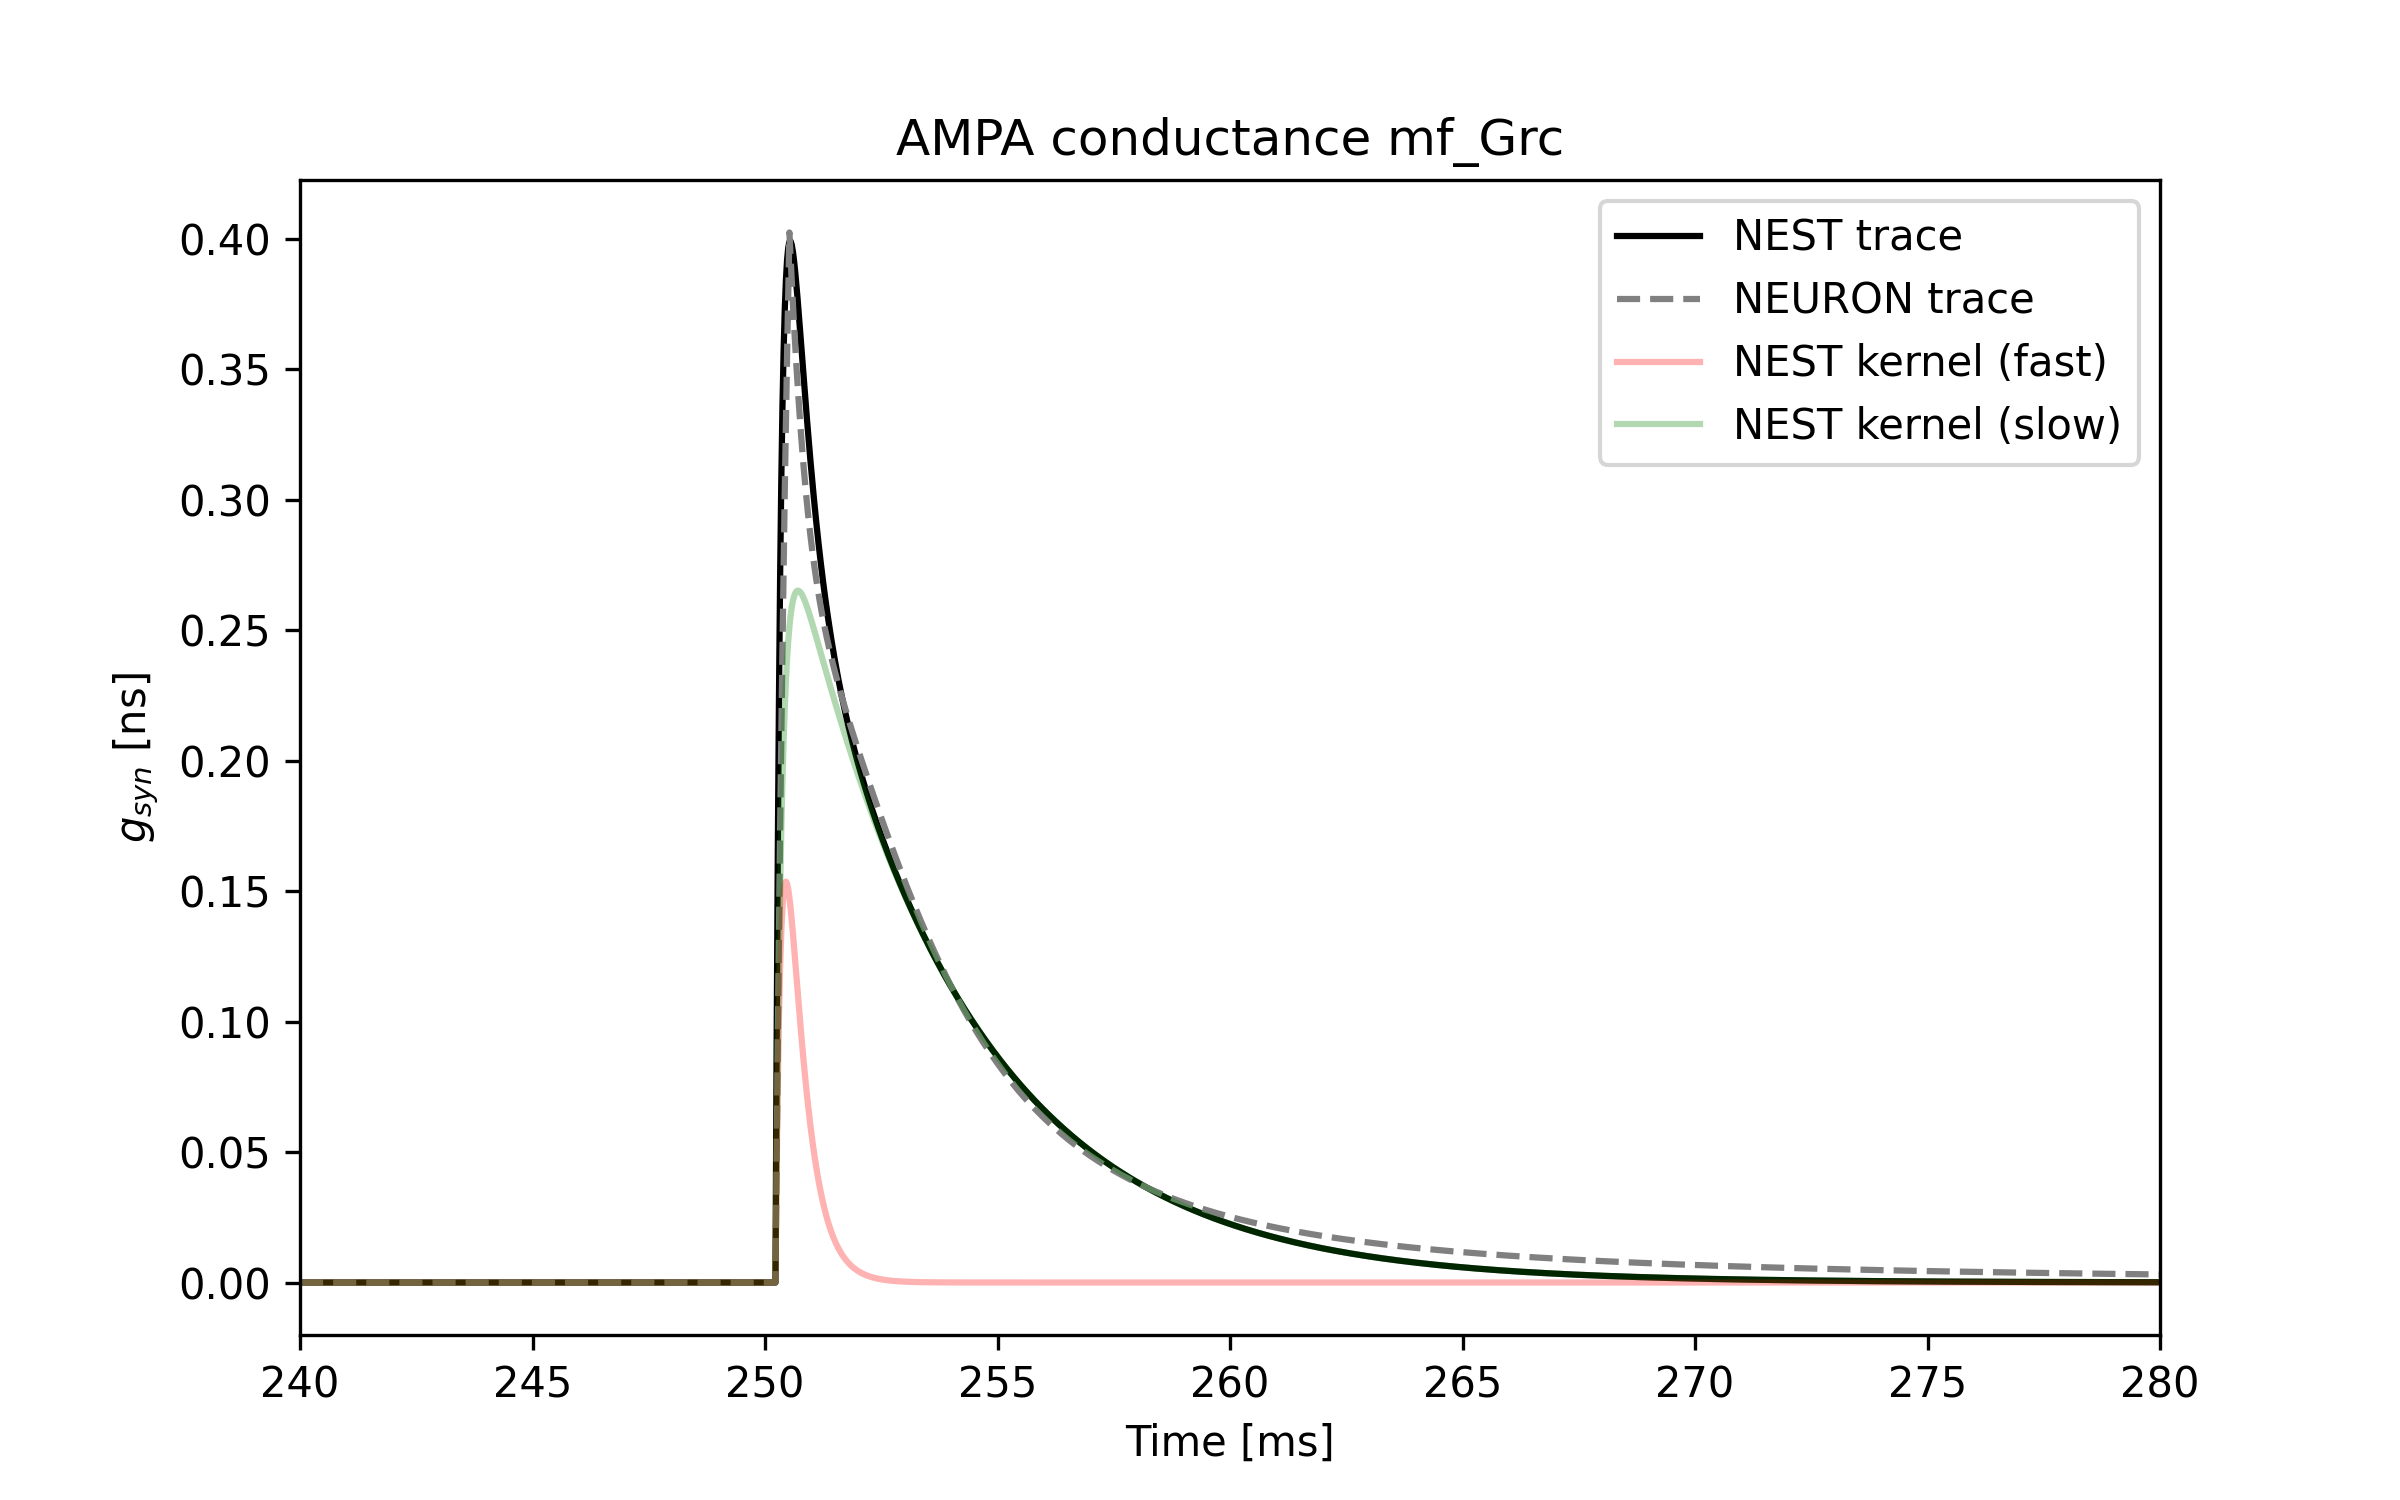 AMPA conductance mf_Grc
NEST trace
NEURON trace
NEST kernel (fast)
NEST kernel (slow)
0.40
0.35
0.30
0.25
0.20
0.15
0.10
0.05
0.00
g_syn [ns]
240 245 250 255 260 265 270 275 280
Time [ms]